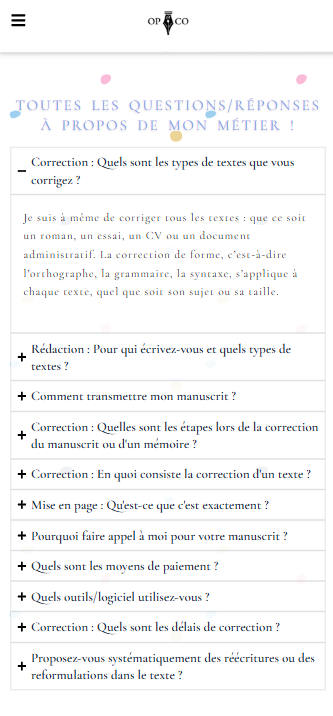 OP CO
TOUTES LES QUESTIONS/RÉPONSES
À PROPOS DE MON MÉTIER !
Correction : Quels sont les types de textes que vous
corrigez ?
Je suis à même de corriger tous les textes : que ce soit
un roman, un essai, un CV ou un document
administratif. La correction de forme, c'est-à-dire
l'orthographe, la grammaire, la syntaxe, s'applique à
chaque texte, quel que soit son sujet ou sa taille.
Rédaction : Pour qui écrivez-vous et quels types de
textes ?
Comment transmettre mon manuscrit ?
Correction : Quelles sont les étapes lors de la correction
du manuscrit ou d'un mémoire ?
Correction : En quoi consiste la correction d'un texte ?
Mise en page : Qu'est-ce que c'est exactement ?
Pourquoi faire appel à moi pour votre manuscrit ?
Quels sont les moyens de paiement ?
Quels outils/logiciel utilisez-vous ?
Correction : Quels sont les délais de correction ?
Proposez-vous systématiquement des réécritures ou des
reformulations dans le texte ?